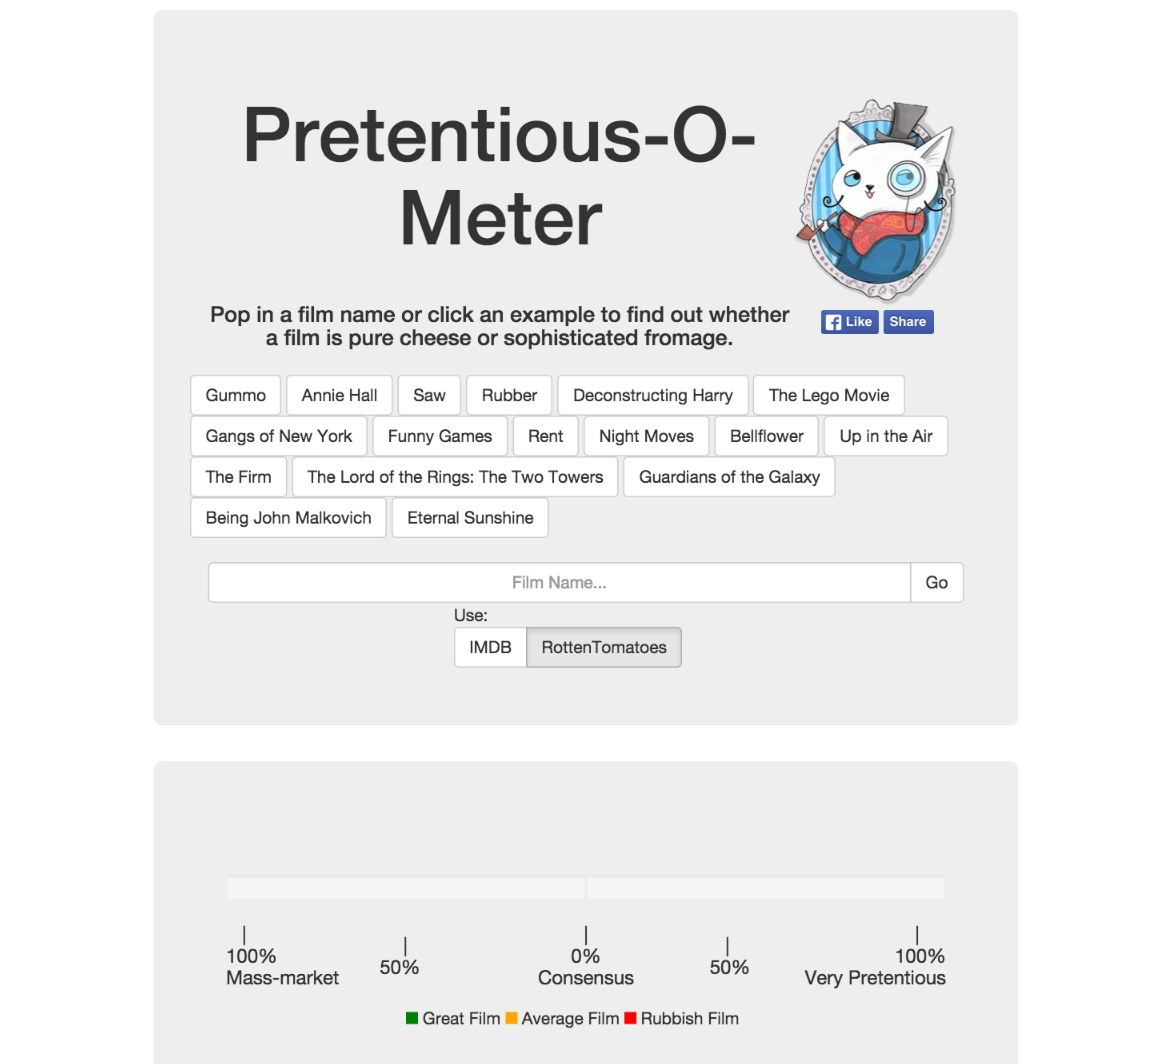 Pretentious-O-
Meter
Pop in a film name or click an example to find out whether
a film is pure cheese or sophisticated fromage.
Like Share
Gummo Annie Hall Saw Rubber Deconstructing Harry The Lego Movie
Gangs of New York Funny Games Rent Night Moves Bellflower Up in the Air
The Firm The Lord of the Rings: The Two Towers Guardians of the Galaxy
Being John Malkovich Eternal Sunshine
Film Name... Go
Use:
IMDB RottenTomatoes
100% 50% 0% 50% 100%
Mass-market Consensus Very Pretentious
Great Film Average Film Rubbish Film